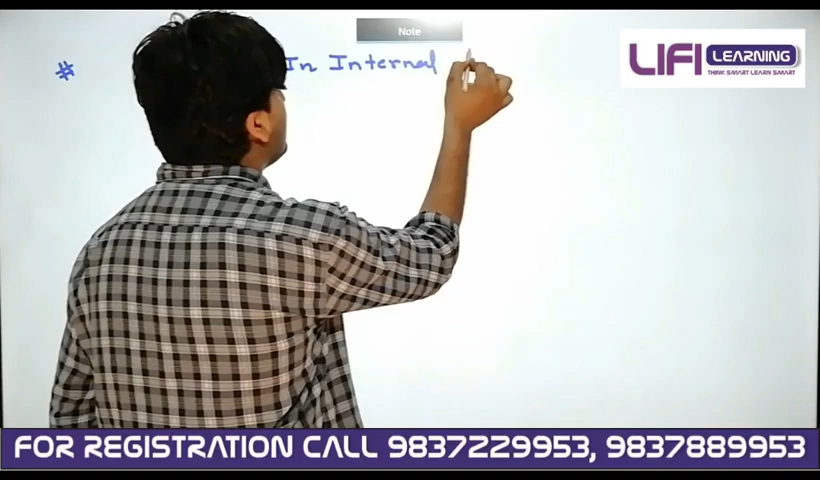 Note
# In Internal
LIFI LEARNING
THINK SMART LEARN SMART
FOR REGISTRATION CALL 9837229953, 9837889953